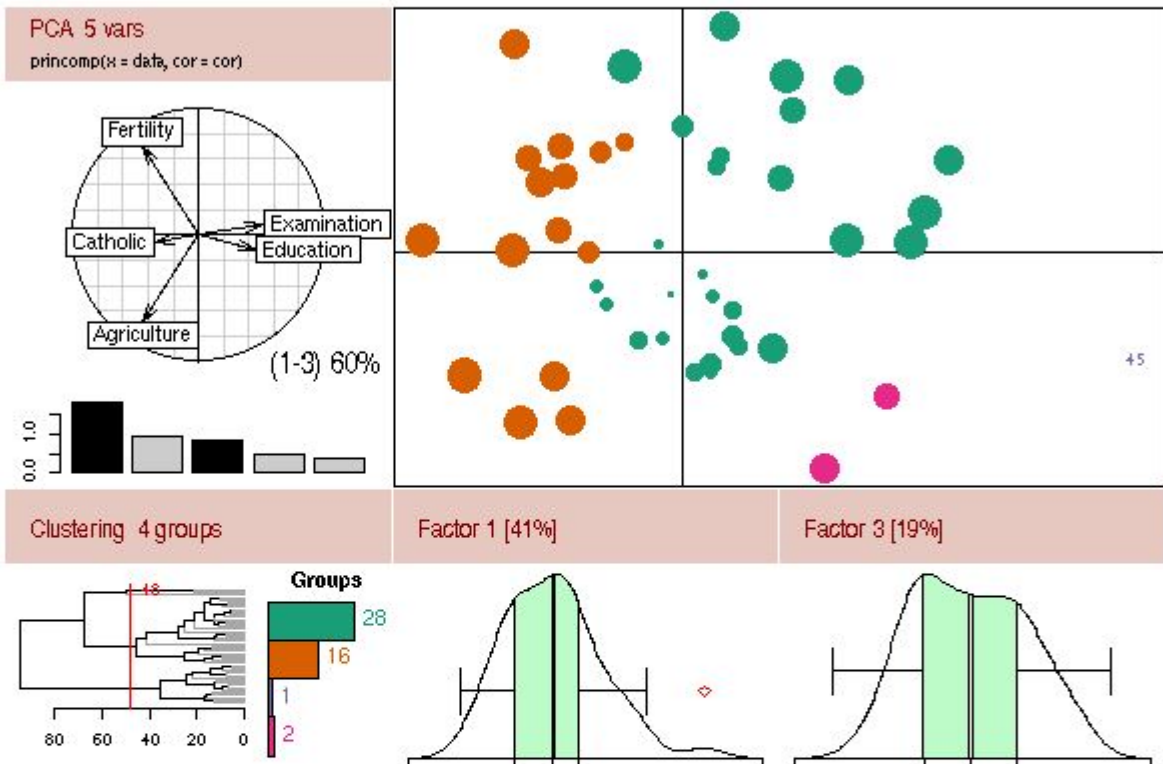 PCA 5 vars
princomp(x = data, cor = cor)
Fertility
Examination
Catholic
Education
Agriculture
(1-3) 60%
45
0.0 1.0
Clustering 4 groups
Factor 1 [41%]
Factor 3 [19%]
Groups
48
28
16
1
2
80 60 40 20 0